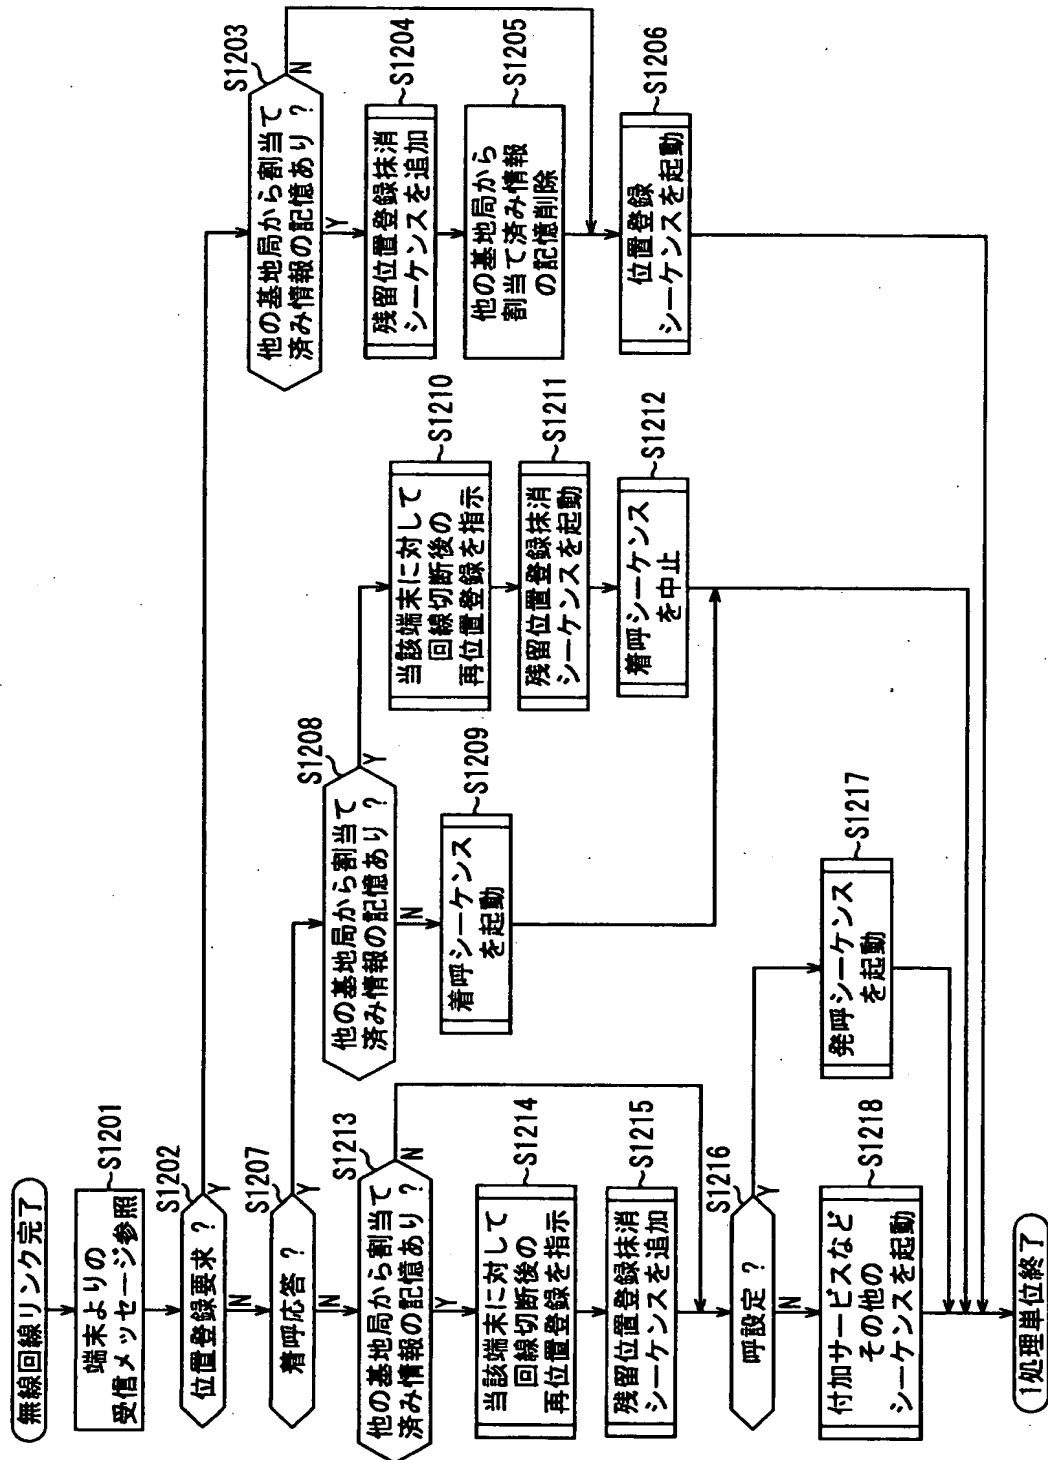 無線回線リンク完了
端末よりの
受信メッセージ参照
S1201
位置登録要求？
S1202
Y
N
着呼応答？
S1207
Y
N
他の基地局から割当て
済み情報の記憶あり？
S1213
N
Y
当該端末に対して
回線切断後の
再位置登録を指示
S1214
残留位置登録抹消
シーケンスを追加
S1215
呼設定？
S1216
Y
N
付加サービスなど
その他の
シーケンスを起動
S1218
発呼シーケンス
を起動
S1217
1処理単位終了
他の基地局から割当て
済み情報の記憶あり？
S1208
Y
N
着呼シーケンス
を起動
S1209
当該端末に対して
回線切断後の
再位置登録を指示
S1210
残留位置登録抹消
シーケンスを起動
S1211
着呼シーケンス
を中止
S1212
他の基地局から割当て
済み情報の記憶あり？
S1203
N
Y
残留位置登録抹消
シーケンスを追加
S1204
他の基地局から
割当て済み情報
の記憶削除
S1205
位置登録
シーケンスを起動
S1206